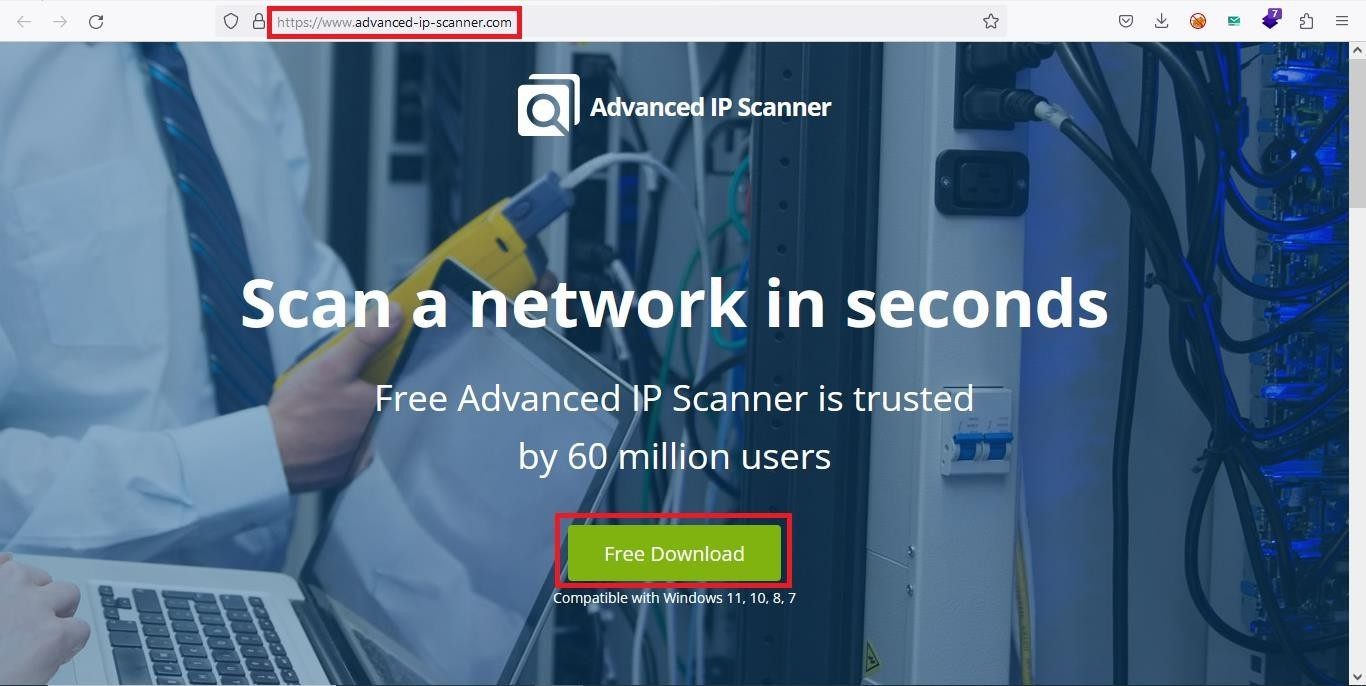 7
https://www.advanced-ip-scanner.com
Advanced IP Scanner
Scan a network in seconds
Free Advanced IP Scanner is trusted
by 60 million users
Free Download
Compatible with Windows 11, 10, 8, 7